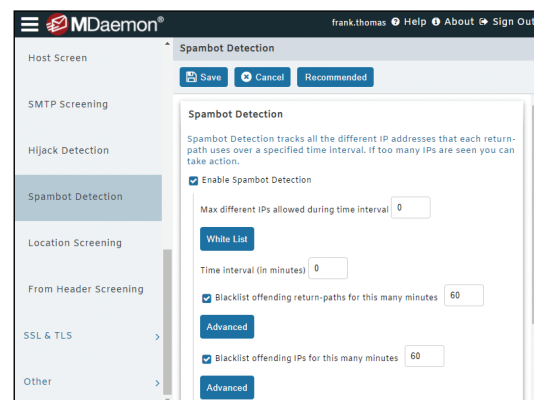 MDaemon®
frank.thomas Help About Sign Out
Host Screen
SMTP Screening
Hijack Detection
Spambot Detection
Location Screening
From Header Screening
SSL & TLS
Other
Spambot Detection
Save Cancel Recommended
Spambot Detection
Spambot Detection tracks all the different IP addresses that each return-
path uses over a specified time interval. If too many IPs are seen you can
take action.
Enable Spambot Detection
Max different IPs allowed during time interval 0
White List
Time interval (in minutes) 0
Blacklist offending return-paths for this many minutes 60
Advanced
Blacklist offending IPs for this many minutes 60
Advanced